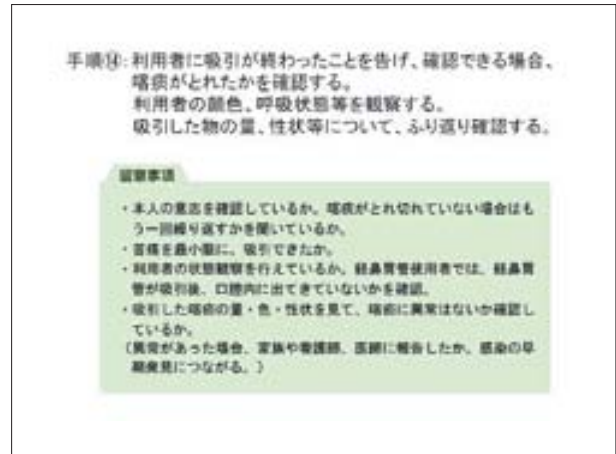 手順⑭：利用者に吸引が終わったことを告げ、確認できる場合、
喀痰がとれたかを確認する。
利用者の顔色、呼吸状態等を観察する。
吸引した物の量、性状等について、ふり返り確認する。
留意事項
・本人の意志を確認しているか。喀痰がとれ切れていない場合はも
う一回繰り返すかを聞いているか。
・苦痛を最小限に、吸引できたか。
・利用者の状態観察を行えているか。経鼻胃管使用者では、経鼻胃
管が吸引後、口腔内に出てきていないかを確認。
・吸引した喀痰の量・色・性状を見て、喀痰に異常はないか確認し
ているか。
（異常があった場合、家族や看護師、医師に報告したか。感染の早
期発見につながる。）